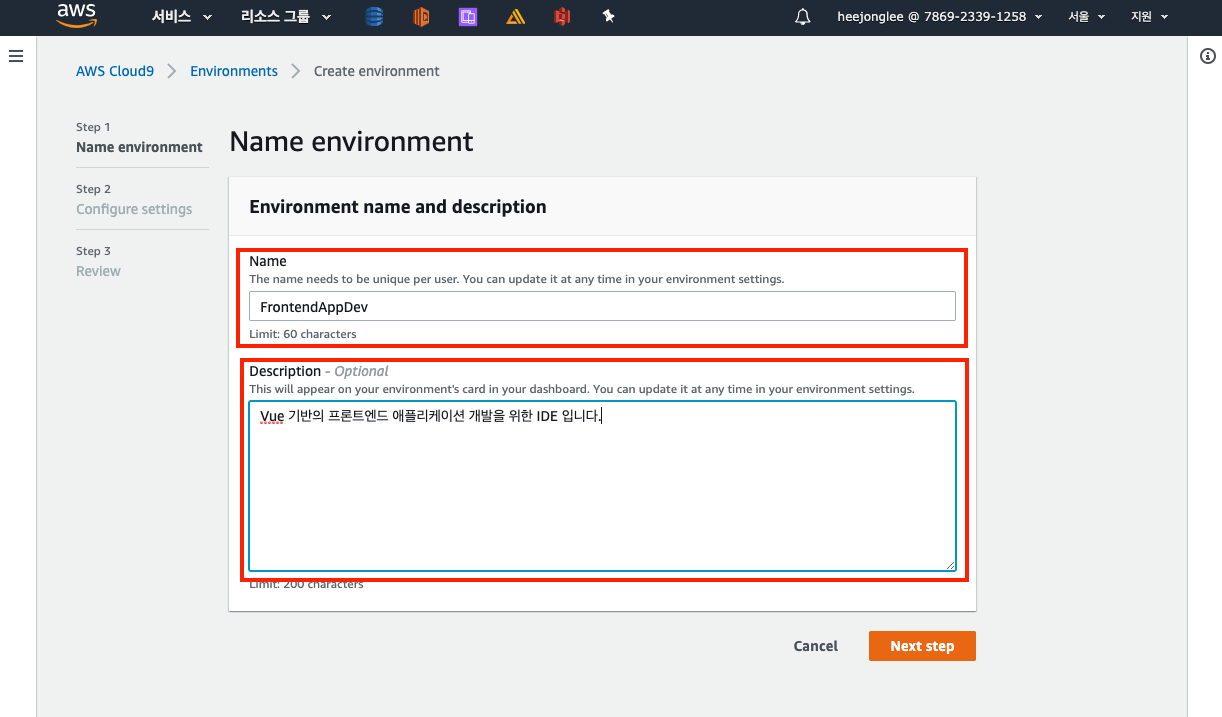 aws 서비스 리소스 그룹 heejonglee @ 7869-2339-1258 서울 지원
AWS Cloud9 Environments Create environment
Step 1
Name environment
Step 2
Configure settings
Step 3
Review
Name environment
Environment name and description
Name
The name needs to be unique per user. You can update it at any time in your environment settings.
FrontendAppDev
Limit: 60 characters
Description - Optional
This will appear on your environment's card in your dashboard. You can update it at any time in your environment settings.
Vue 기반의 프론트엔드 애플리케이션 개발을 위한 IDE 입니다.
Limit: 200 characters
Cancel Next step